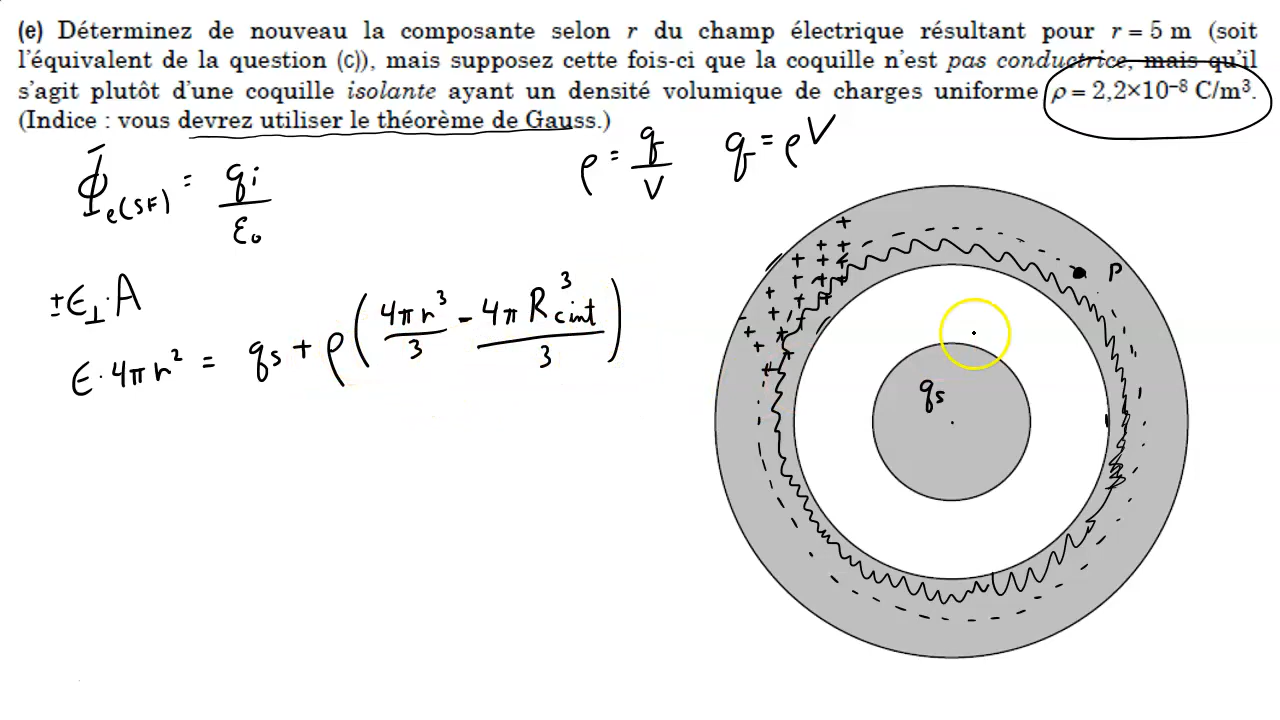 (e) Déterminez de nouveau la composante selon r du champ électrique résultant pour r = 5 m (soit
l'équivalent de la question (c)), mais supposez cette fois-ci que la coquille n'est pas conductrice, mais qu'il
s'agit plutôt d'une coquille isolante ayant un densité volumique de charges uniforme ρ = 2,2×10⁻⁸ C/m³.
(Indice : vous devrez utiliser le théorème de Gauss.)
Φe(SF) = qi / ε₀
ρ = q / V
q = ρV
±E⊥A
E·4πr² = qs + ρ(4πr³/3 - 4πR³cint/3)
P
qs